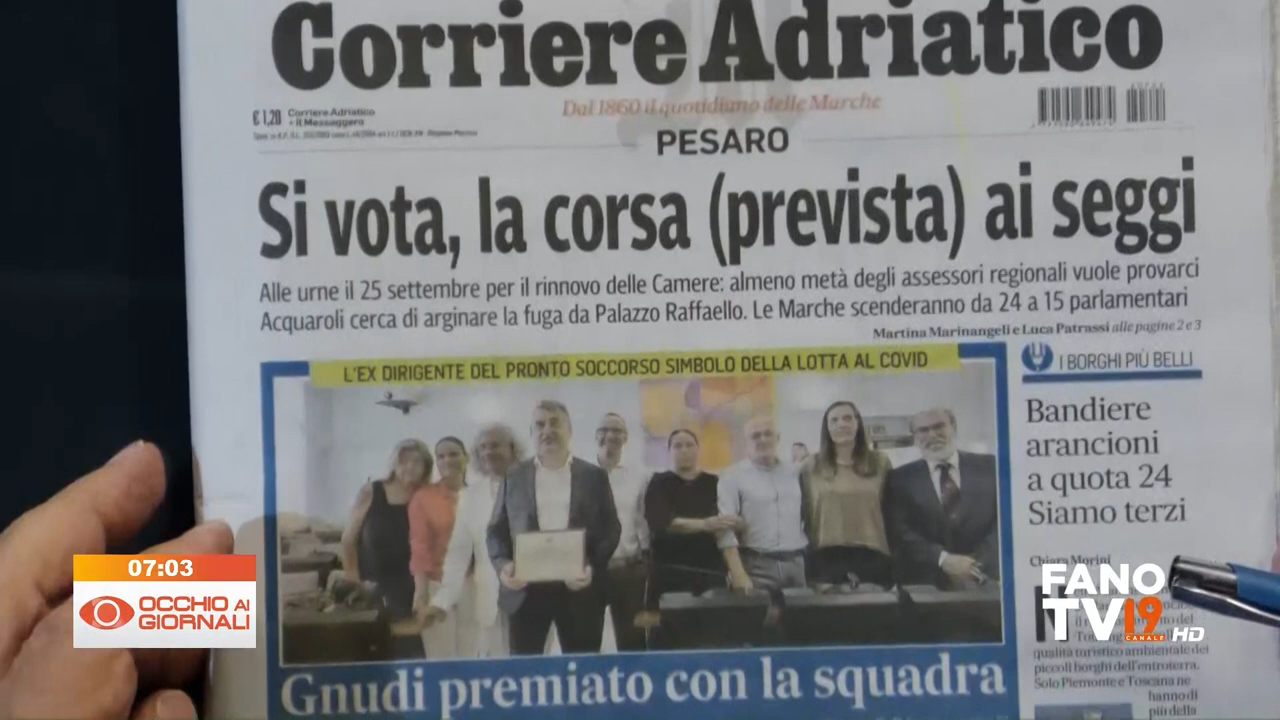 Corriere Adriatico
€ 1,20
Corriere Adriatico
+ il Messaggero
Dal 1860 il quotidiano delle Marche
PESARO
Si vota, la corsa (prevista) ai seggi
Alle urne il 25 settembre per il rinnovo delle Camere: almeno metà degli assessori regionali vuole provarci
Acquaroli cerca di arginare la fuga da Palazzo Raffaello. Le Marche scenderanno da 24 a 15 parlamentari
Martina Marinangeli e Luca Patrassi alle pagine 2 e 3
L'EX DIRIGENTE DEL PRONTO SOCCORSO SIMBOLO DELLA LOTTA AL COVID
Gnudi premiato con la squadra
I BORGHI PIÙ BELLI
Bandiere
arancioni
a quota 24
Siamo terzi
Chiara Morini
qualità turistico ambientale dei
piccoli borghi dell'entroterra.
Solo Piemonte e Toscana ne
hanno di
più della
07:03
OCCHIO AI
GIORNALI
FANO
TV 19
CANALE
HD